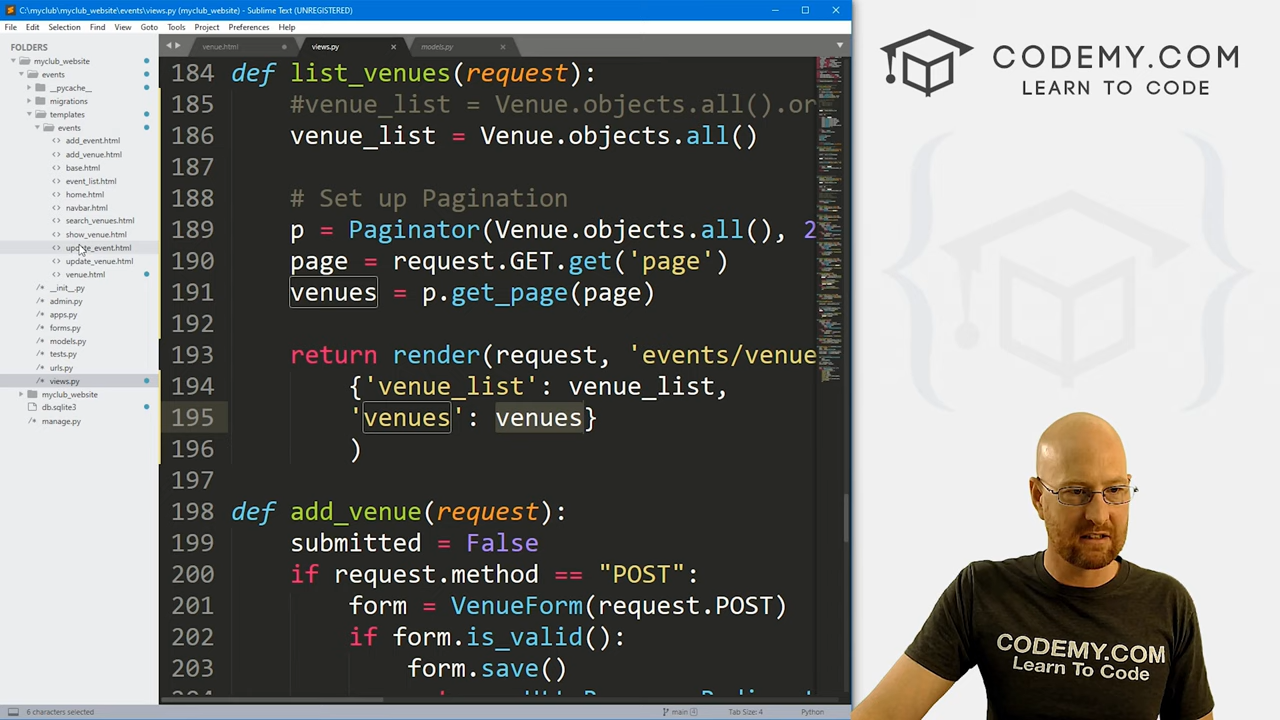 C:\myclub\myclub_website\events\views.py (myclub_website) - Sublime Text (UNREGISTERED)
File Edit Selection Find View Goto Tools Project Preferences Help
FOLDERS
myclub_website
events
__pycache__
migrations
templates
events
add_event.html
add_venue.html
base.html
event_list.html
home.html
navbar.html
search_venues.html
show_venue.html
update_event.html
update_venue.html
venue.html
__init__.py
admin.py
apps.py
forms.py
models.py
tests.py
urls.py
views.py
myclub_website
db.sqlite3
manage.py
venue.html views.py models.py
184 def list_venues(request):
185 #venue_list = Venue.objects.all().or
186 venue_list = Venue.objects.all()
187
188 # Set up Pagination
189 p = Paginator(Venue.objects.all(), 2
190 page = request.GET.get('page')
191 venues = p.get_page(page)
192
193 return render(request, 'events/venue
194 {'venue_list': venue_list,
195 'venues': venues}
196 )
197
198 def add_venue(request):
199 submitted = False
200 if request.method == "POST":
201 form = VenueForm(request.POST)
202 if form.is_valid():
203 form.save()
6 characters selected
main 4
Tab Size: 4
Python
CODEMY.COM
LEARN TO CODE
CODEMY.COM
Learn To Code